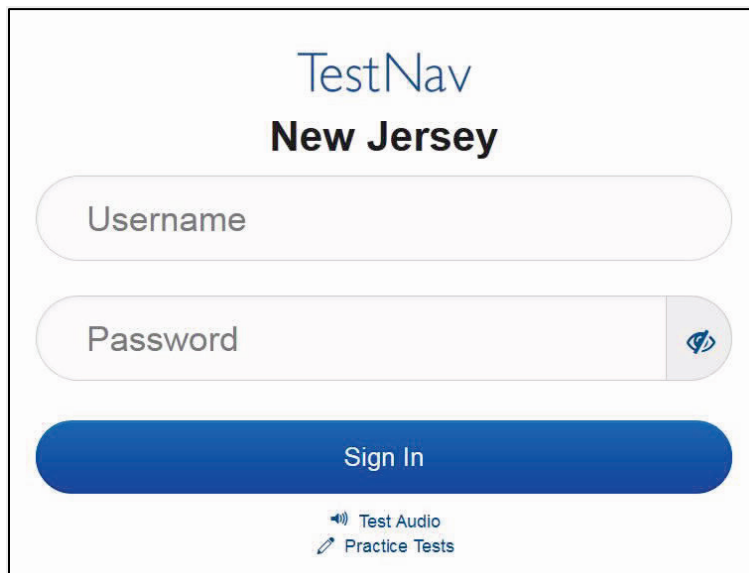 TestNav
New Jersey
Username
Password
Sign In
Test Audio
Practice Tests